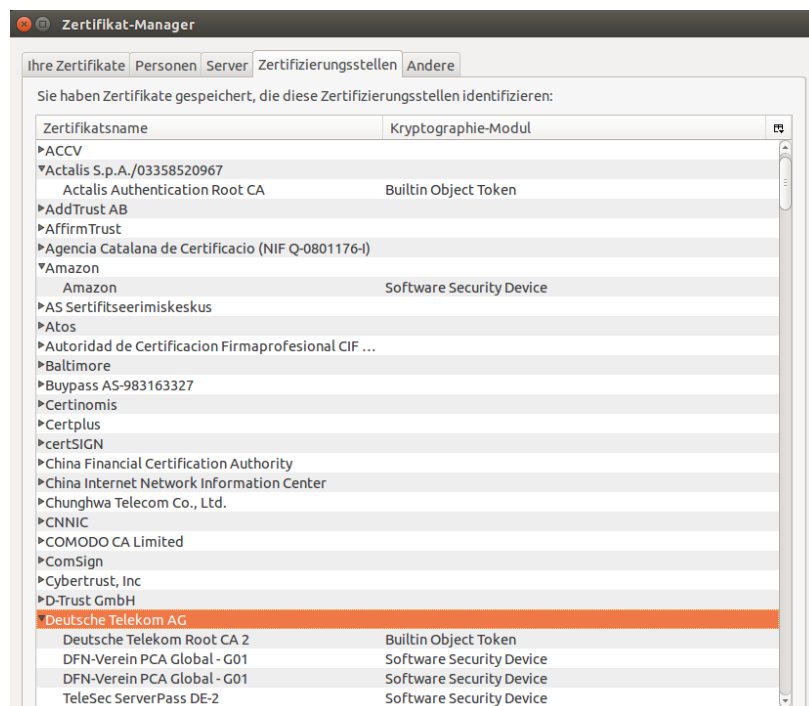 Zertifikat-Manager
Ihre Zertifikate Personen Server Zertifizierungsstellen Andere
Sie haben Zertifikate gespeichert, die diese Zertifizierungsstellen identifizieren:
Zertifikatsname Kryptographie-Modul
ACCV
Actalis S.p.A./03358520967
Actalis Authentication Root CA Builtin Object Token
AddTrust AB
AffirmTrust
Agencia Catalana de Certificacio (NIF Q-0801176-I)
Amazon
Amazon Software Security Device
AS Sertifitseerimiskeskus
Atos
Autoridad de Certificacion Firmaprofesional CIF ...
Baltimore
Buypass AS-983163327
Certinomis
Certplus
certSIGN
China Financial Certification Authority
China Internet Network Information Center
Chunghwa Telecom Co., Ltd.
CNNIC
COMODO CA Limited
ComSign
Cybertrust, Inc
D-Trust GmbH
Deutsche Telekom AG
Deutsche Telekom Root CA 2 Builtin Object Token
DFN-Verein PCA Global - G01 Software Security Device
DFN-Verein PCA Global - G01 Software Security Device
TeleSec ServerPass DE-2 Software Security Device